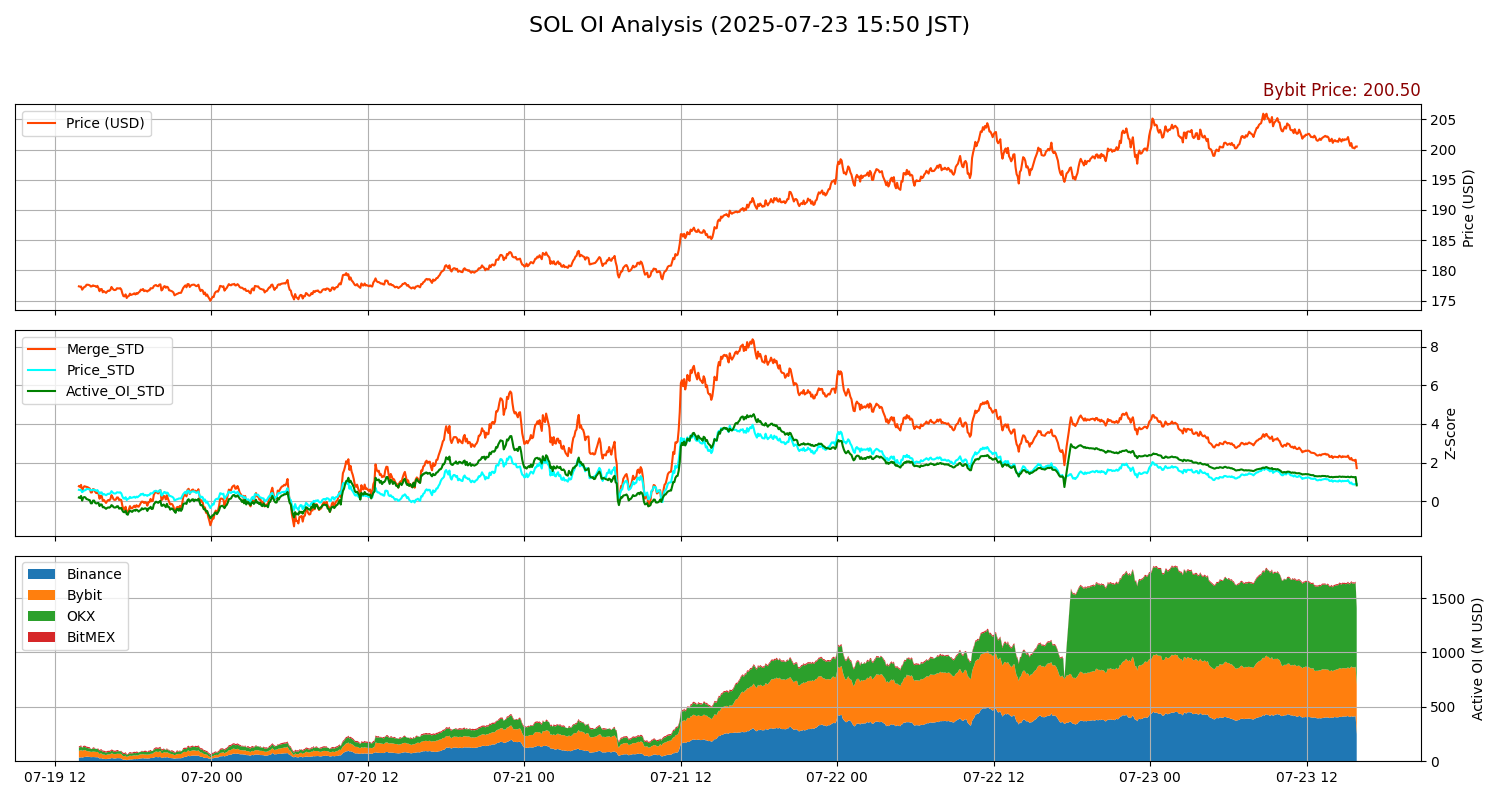 SOL OI Analysis (2025-07-23 15:50 JST)
Bybit Price: 200.50
Price (USD)
205
200
195
190
185
180
175
Price (USD)
Merge_STD
Price_STD
Active_OI_STD
8
6
4
2
0
Z-Score
Binance
Bybit
OKX
BitMEX
1500
1000
500
0
Active OI (M USD)
07-19 12
07-20 00
07-20 12
07-21 00
07-21 12
07-22 00
07-22 12
07-23 00
07-23 12